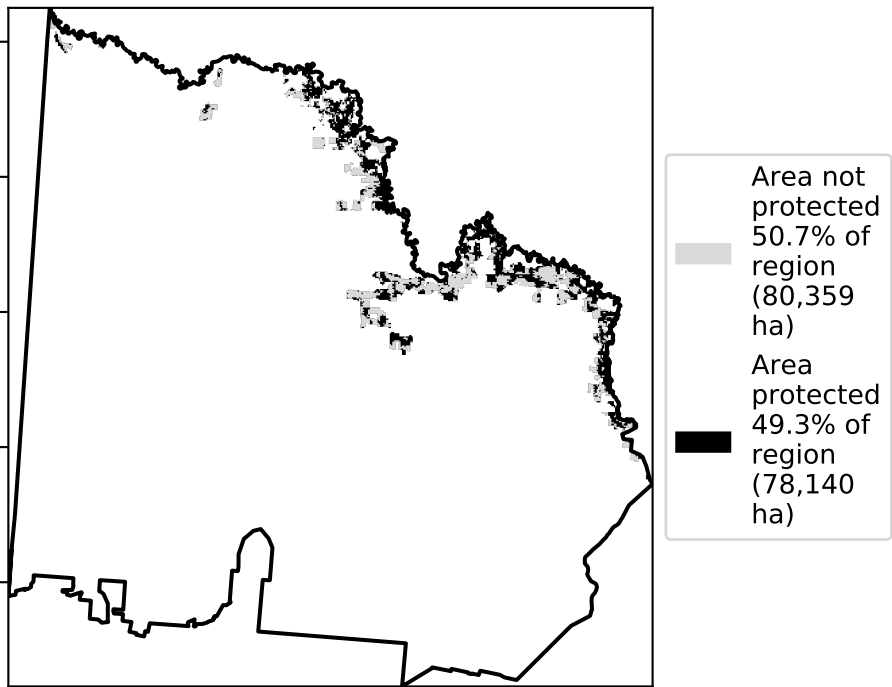 Area not
protected
50.7% of
region
(80,359
ha)
Area
protected
49.3% of
region
(78,140
ha)